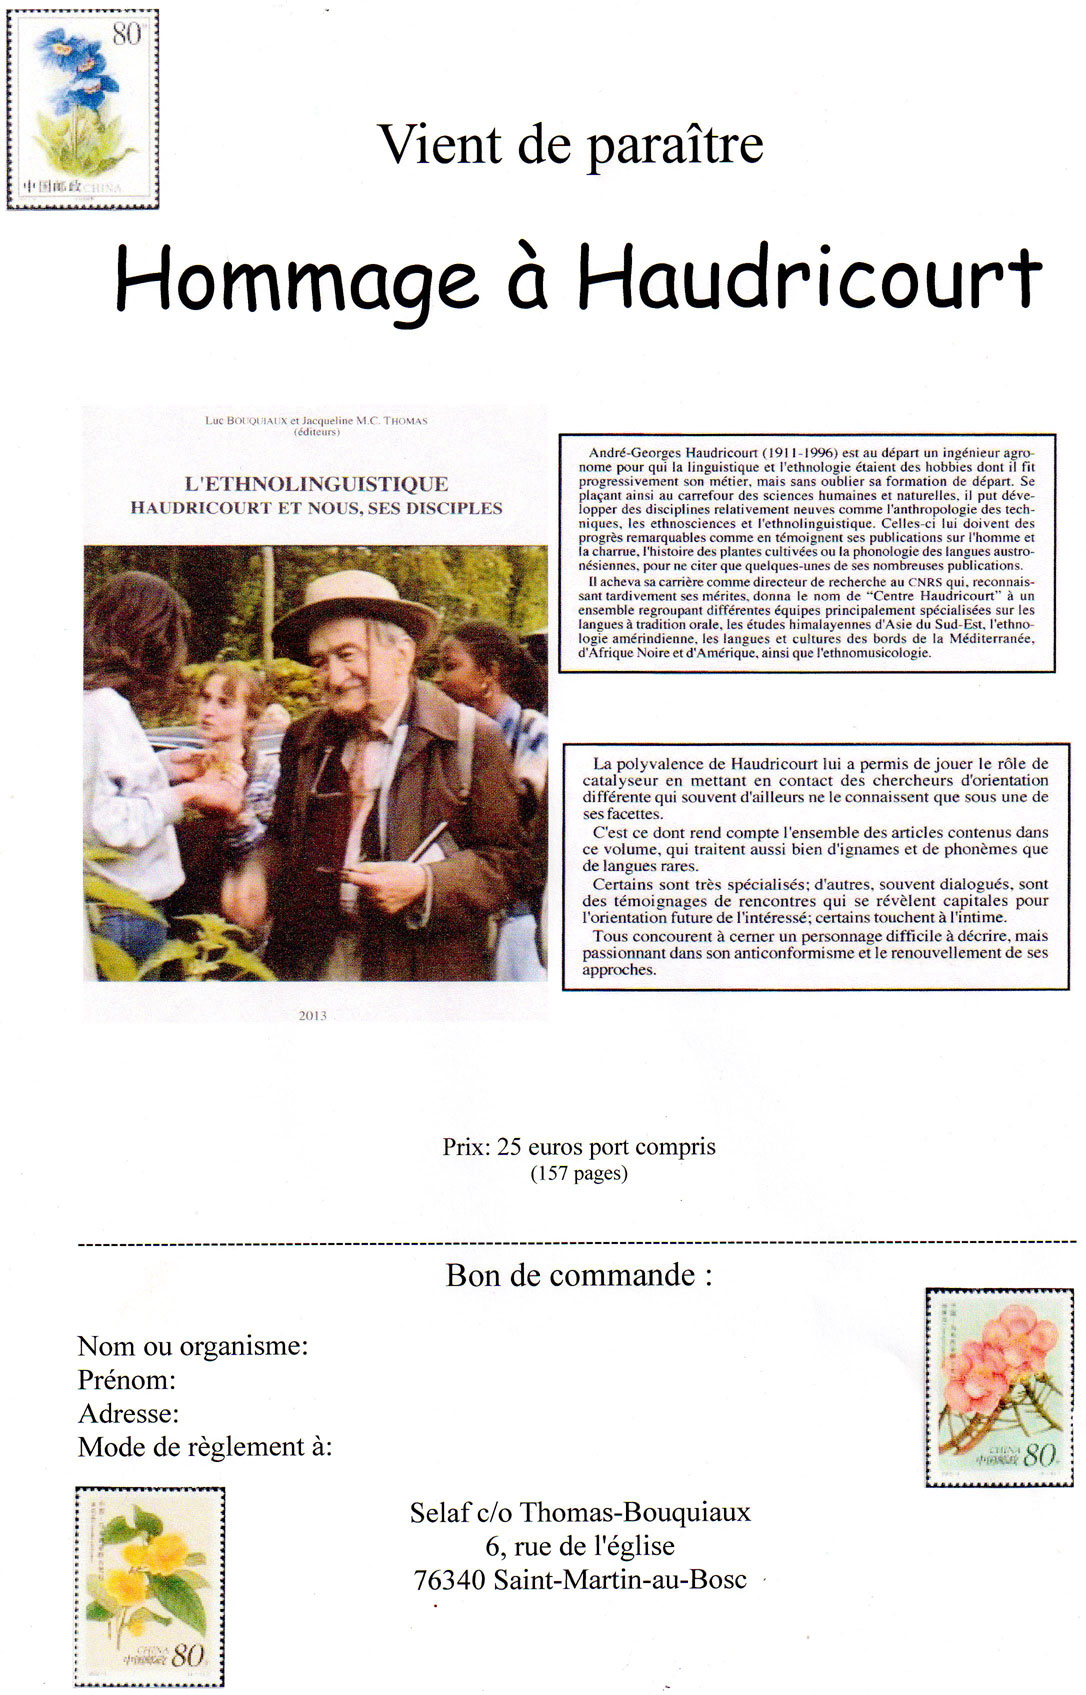 80
中国邮政 CHINA
Vient de paraître
Hommage à Haudricourt
Luc BOUQUIAUX et Jacqueline M.C. THOMAS
(éditeurs)
L'ETHNOLINGUISTIQUE
HAUDRICOURT ET NOUS, SES DISCIPLES
2013
André-Georges Haudricourt (1911-1996) est au départ un ingénieur agro-
nome pour qui la linguistique et l'ethnologie étaient des hobbies dont il fit
progressivement son métier, mais sans oublier sa formation de départ. Se
plaçant ainsi au carrefour des sciences humaines et naturelles, il put déve-
lopper des disciplines relativement neuves comme l'anthropologie des tech-
niques, les ethnosciences et l'ethnolinguistique. Celles-ci lui doivent des
progrès remarquables comme en témoignent ses publications sur l'homme et
la charrue, l'histoire des plantes cultivées ou la phonologie des langues austro-
nésiennes, pour ne citer que quelques-unes de ses nombreuses publications.
Il acheva sa carrière comme directeur de recherche au CNRS qui, reconnais-
sant tardivement ses mérites, donna le nom de “Centre Haudricourt” à un
ensemble regroupant différentes équipes principalement spécialisées sur les
langues à tradition orale, les études himalayennes d'Asie du Sud-Est, l'ethno-
logie amérindienne, les langues et cultures des bords de la Méditerranée,
d'Afrique Noire et d'Amérique, ainsi que l'ethnomusicologie.
La polyvalence de Haudricourt lui a permis de jouer le rôle de
catalyseur en mettant en contact des chercheurs d'orientation
différente qui souvent d'ailleurs ne le connaissent que sous une de
ses facettes.
C'est ce dont rend compte l'ensemble des articles contenus dans
ce volume, qui traitent aussi bien d'ignames et de phonèmes que
de langues rares.
Certains sont très spécialisés; d'autres, souvent dialogués, sont
des témoignages de rencontres qui se révèlent capitales pour
l'orientation future de l'intéressé; certains touchent à l'intime.
Tous concourent à cerner un personnage difficile à décrire, mais
passionnant dans son anticonformisme et le renouvellement de ses
approches.
Prix: 25 euros port compris
(157 pages)
Bon de commande :
Nom ou organisme:
Prénom:
Adresse:
Mode de règlement à:
CHINA
中国邮政 80
Selaf c/o Thomas-Bouquiaux
6, rue de l'église
76340 Saint-Martin-au-Bosc
CHINA
中国邮政 80